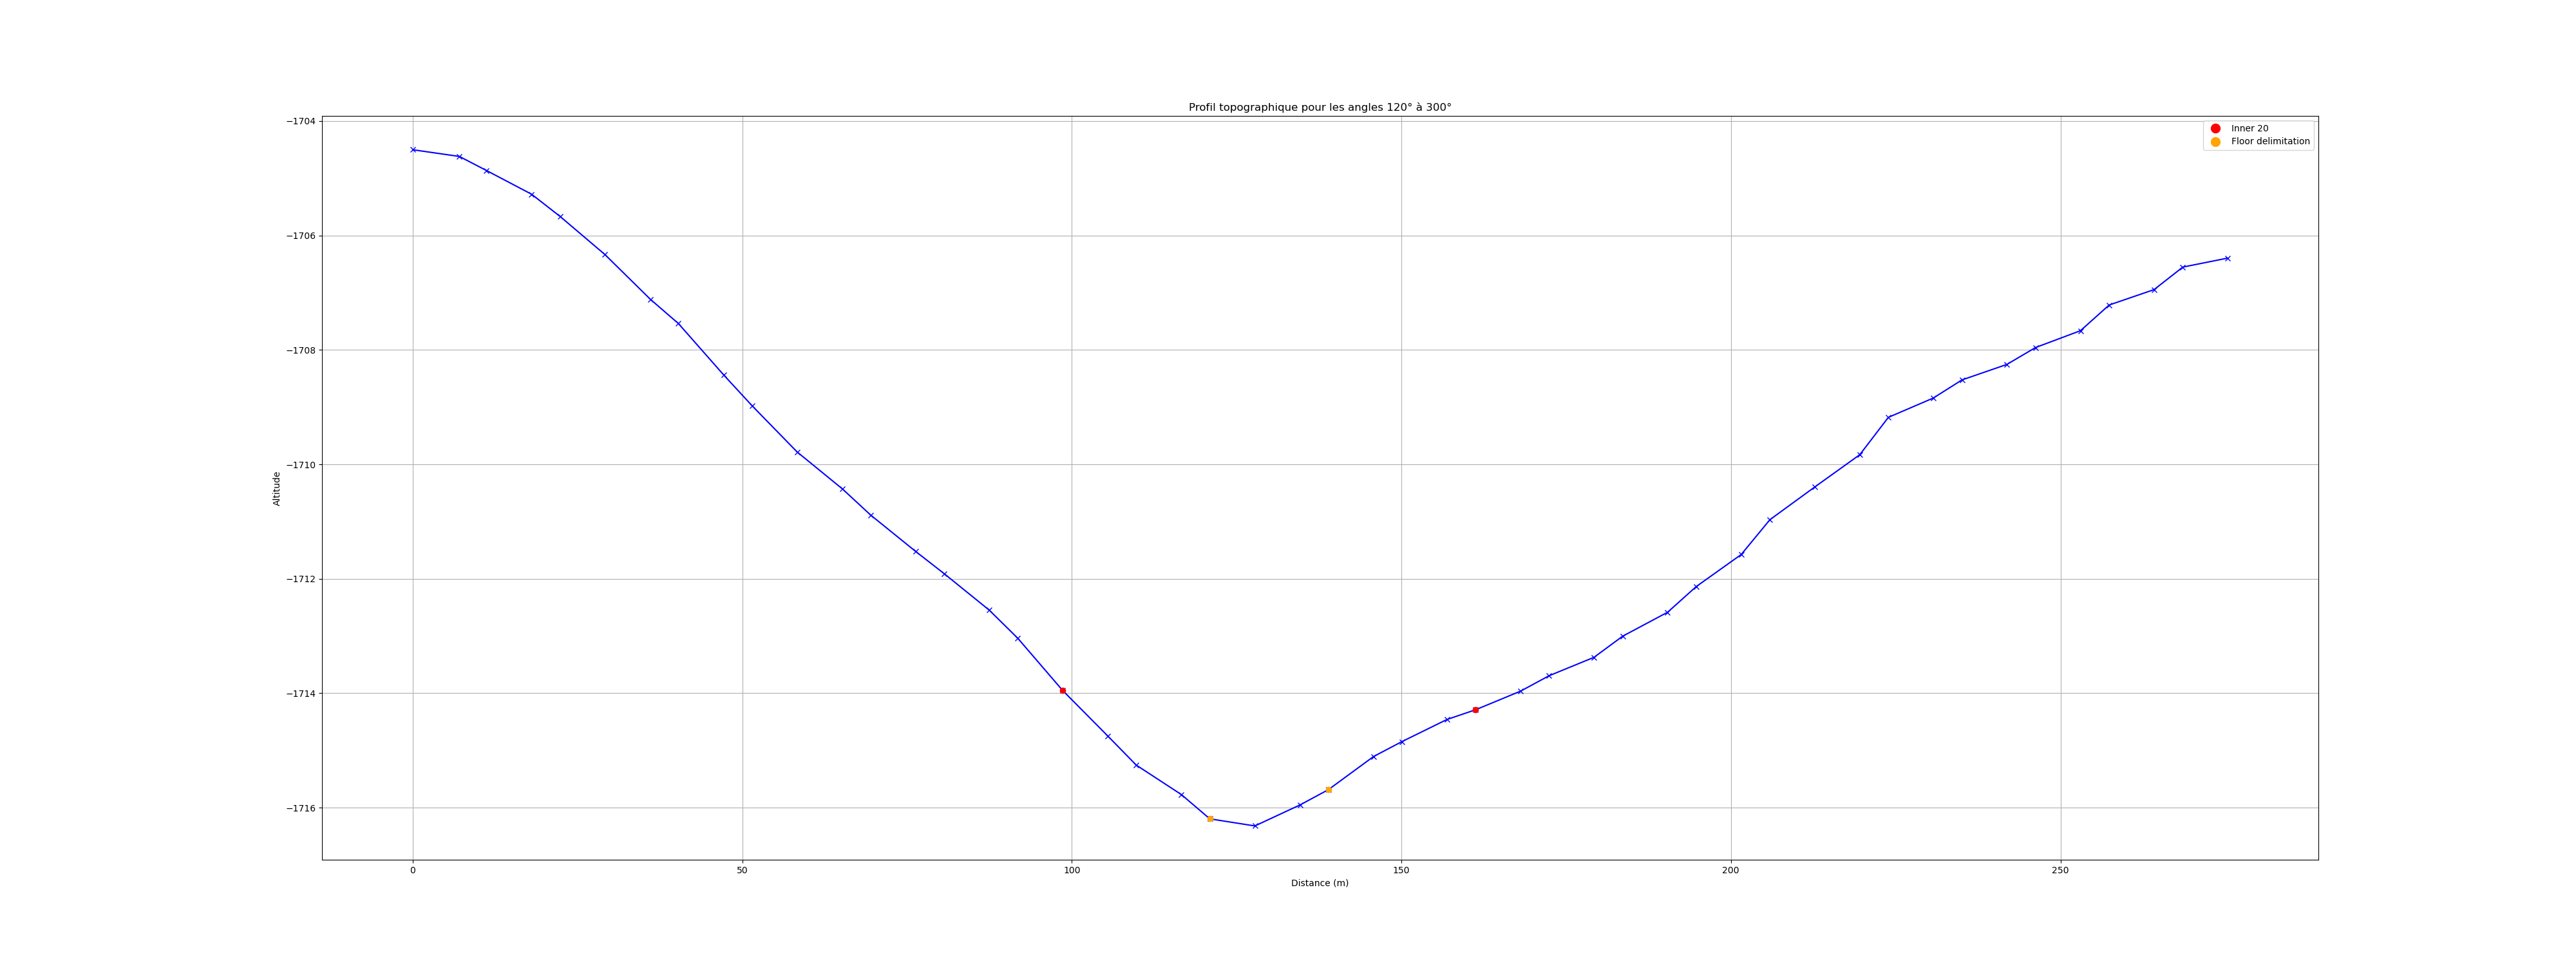 Profil topographique pour les angles 120° à 300°
Inner 20
Floor delimitation
−1704
−1706
−1708
−1710
−1712
−1714
−1716
Altitude
0 50 100 150 200 250
Distance (m)